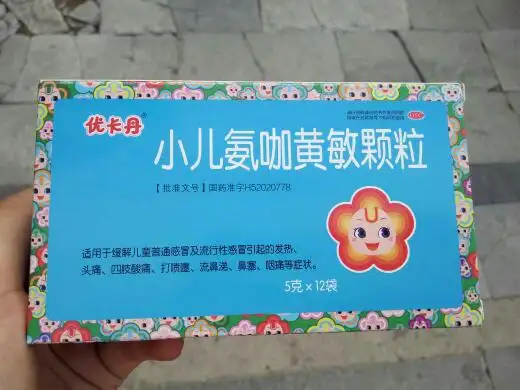 优卡丹®
小儿氨咖黄敏颗粒
【批准文号】国药准字H52020778
OTC
适用于缓解儿童普通感冒及流行性感冒引起的发热、
头痛、四肢酸痛、打喷嚏、流鼻涕、鼻塞、咽痛等症状。
U
5克×12袋